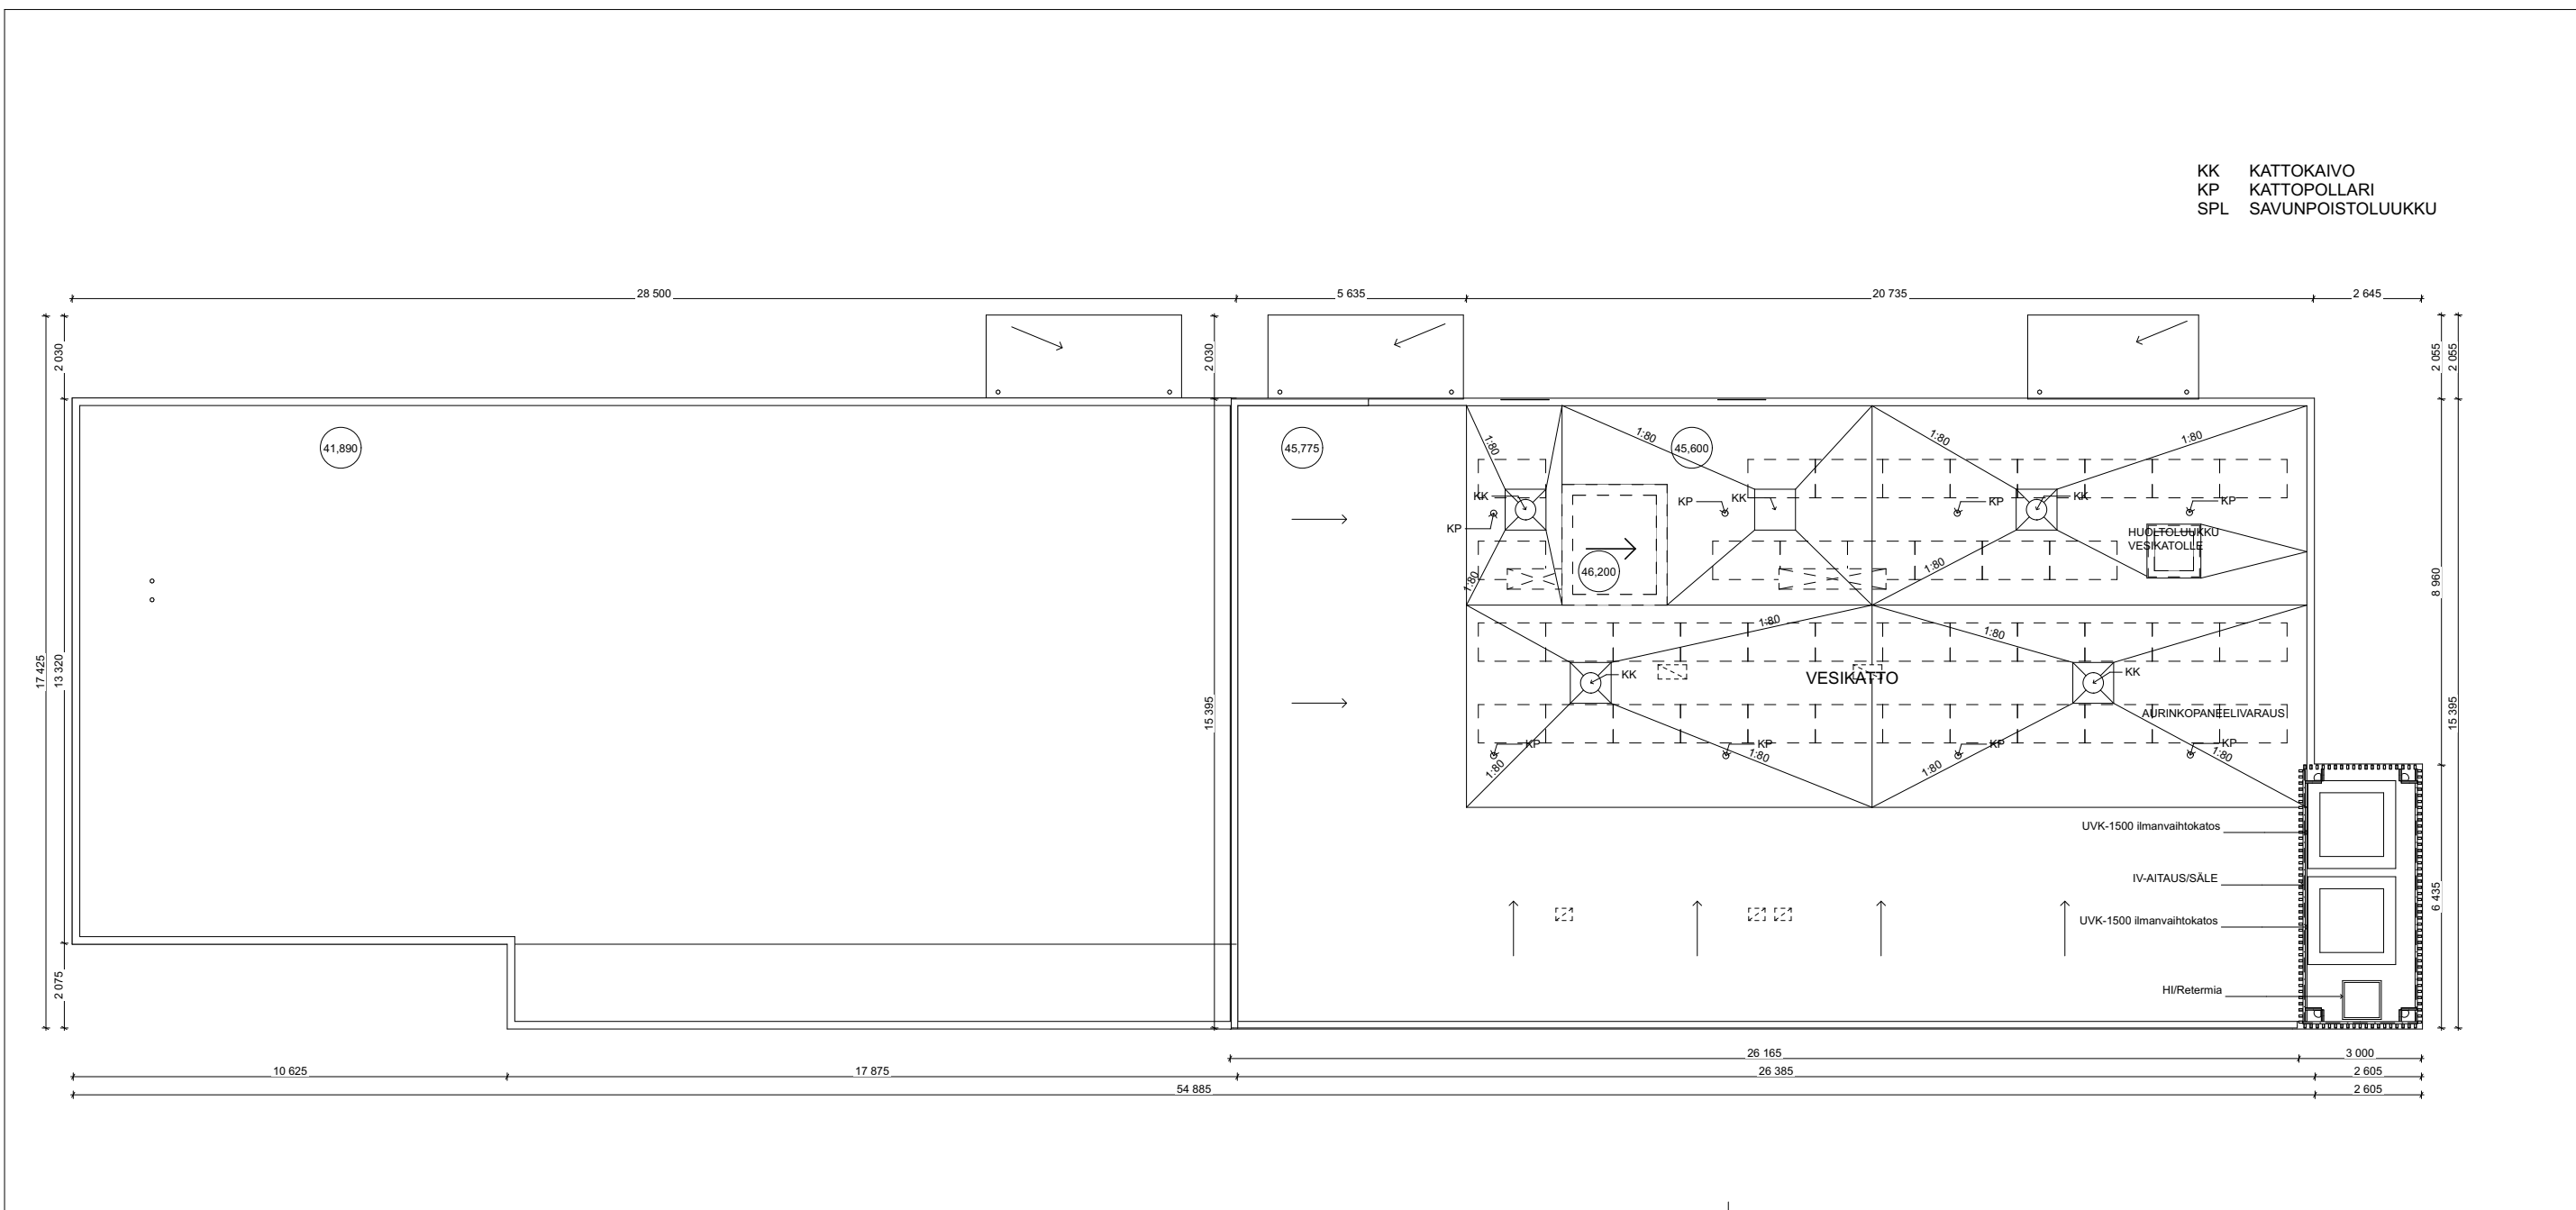 KK KATTOKAIVO
KP KATTOPOLLARI
SPL SAVUNPOISTOLUUKKU
28 500
5 635
20 735
2 645
2 030
2 030
2 055
2 055
41,890
45,775
1:80
1:80
45,600
1:80
1:80
KK
KP
KK
KP
KK
KP
KP
HUOLTOLUUKKU
VESIKATOLLE
46,200
1:80
1:80
8 960
17 425
13 320
1:80
1:80
KK
VESIKATTO
KK
15 395
15 395
AURINKOPANEELIVARAUS
KP
KP
KP
KP
1:80
1:80
1:80
1:80
UVK-1500 ilmanvaihtokatos
IV-AITAUS/SÄLE
6 435
UVK-1500 ilmanvaihtokatos
2 075
HI/Retermia
26 165
3 000
10 625
17 875
26 385
2 605
54 885
2 605